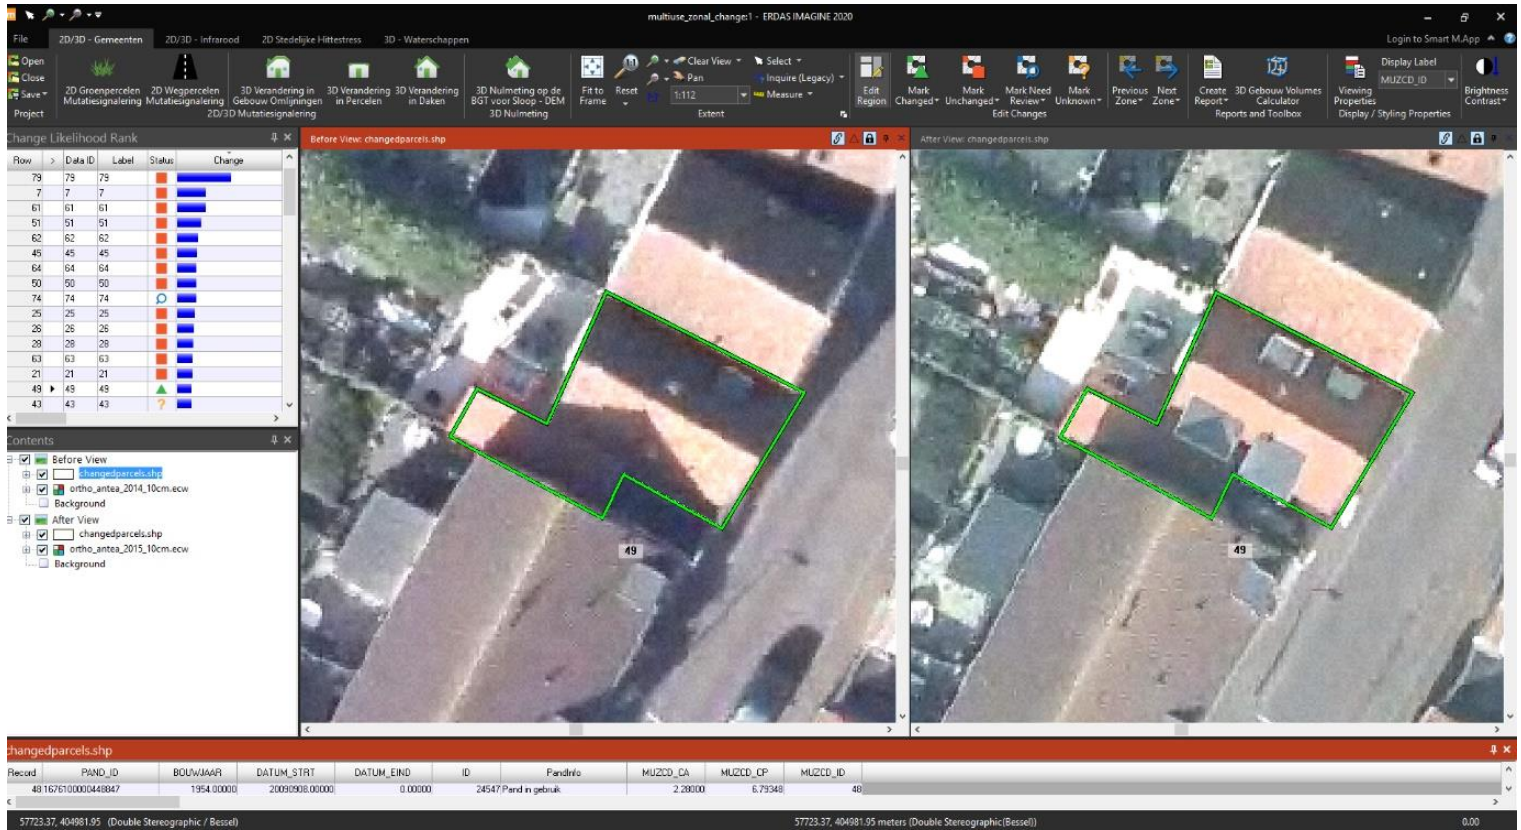 multiuse_zonal_change:1 - ERDAS IMAGINE 2020
File 2D/3D - Gemeenten 2D/3D - Infrarood 2D Stedelijke Hittestress 3D - Waterschappen Login to Smart M.App
Open
Close
Save
Project
2D Groenpercelen Mutatiesignalering
2D Wegpercelen Mutatiesignalering
3D Verandering in Gebouw Omlijningen
3D Verandering in Percelen
3D Verandering in Daken
2D/3D Mutatiesignalering
3D Nulmeting op de BGT voor Sloop - DEM
3D Nulmeting
Fit to Frame
Reset
Clear View
Pan
1:112
Select
Inquire (Legacy)
Measure
Extent
Edit Region
Mark Changed
Mark Unchanged
Mark Need Review
Mark Unknown
Previous Zone
Next Zone
Edit Changes
Create Report
3D Gebouw Volumes Calculator
Reports and Toolbox
Viewing Properties
Display Label
MUZCD_ID
Display / Styling Properties
Brightness Contrast
Change Likelihood Rank
Row > Data ID Label Status Change
79 79 79
7 7 7
61 61 61
51 51 51
62 62 62
45 45 45
64 64 64
50 50 50
74 74 74
25 25 25
26 26 26
28 28 28
63 63 63
21 21 21
49 49 49
43 43 43 ?
Contents
Before View
changedparcels.shp
ortho_antea_2014_10cm.ecw
Background
After View
changedparcels.shp
ortho_antea_2015_10cm.ecw
Background
Before View: changedparcels.shp
49
After View: changedparcels.shp
49
changedparcels.shp
Record PAND_ID BOUWJAAR DATUM_STRT DATUM_EIND ID PandInfo MUZCD_CA MUZCD_CP MUZCD_ID
48 1676100000448847 1954.00000 20090908.00000 0.00000 24547 Pand in gebruik 2.28000 6.79348 48
57723.37, 404981.95 (Double Stereographic / Bessel) 57723.37, 404981.95 meters (Double Stereographic(Bessel)) 0.00